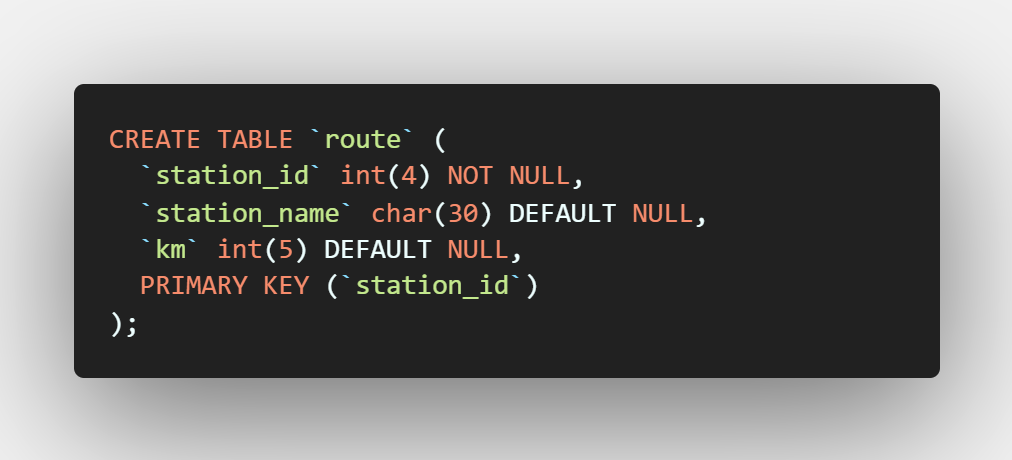 CREATE TABLE `route` (
  `station_id` int(4) NOT NULL,
  `station_name` char(30) DEFAULT NULL,
  `km` int(5) DEFAULT NULL,
  PRIMARY KEY (`station_id`)
);